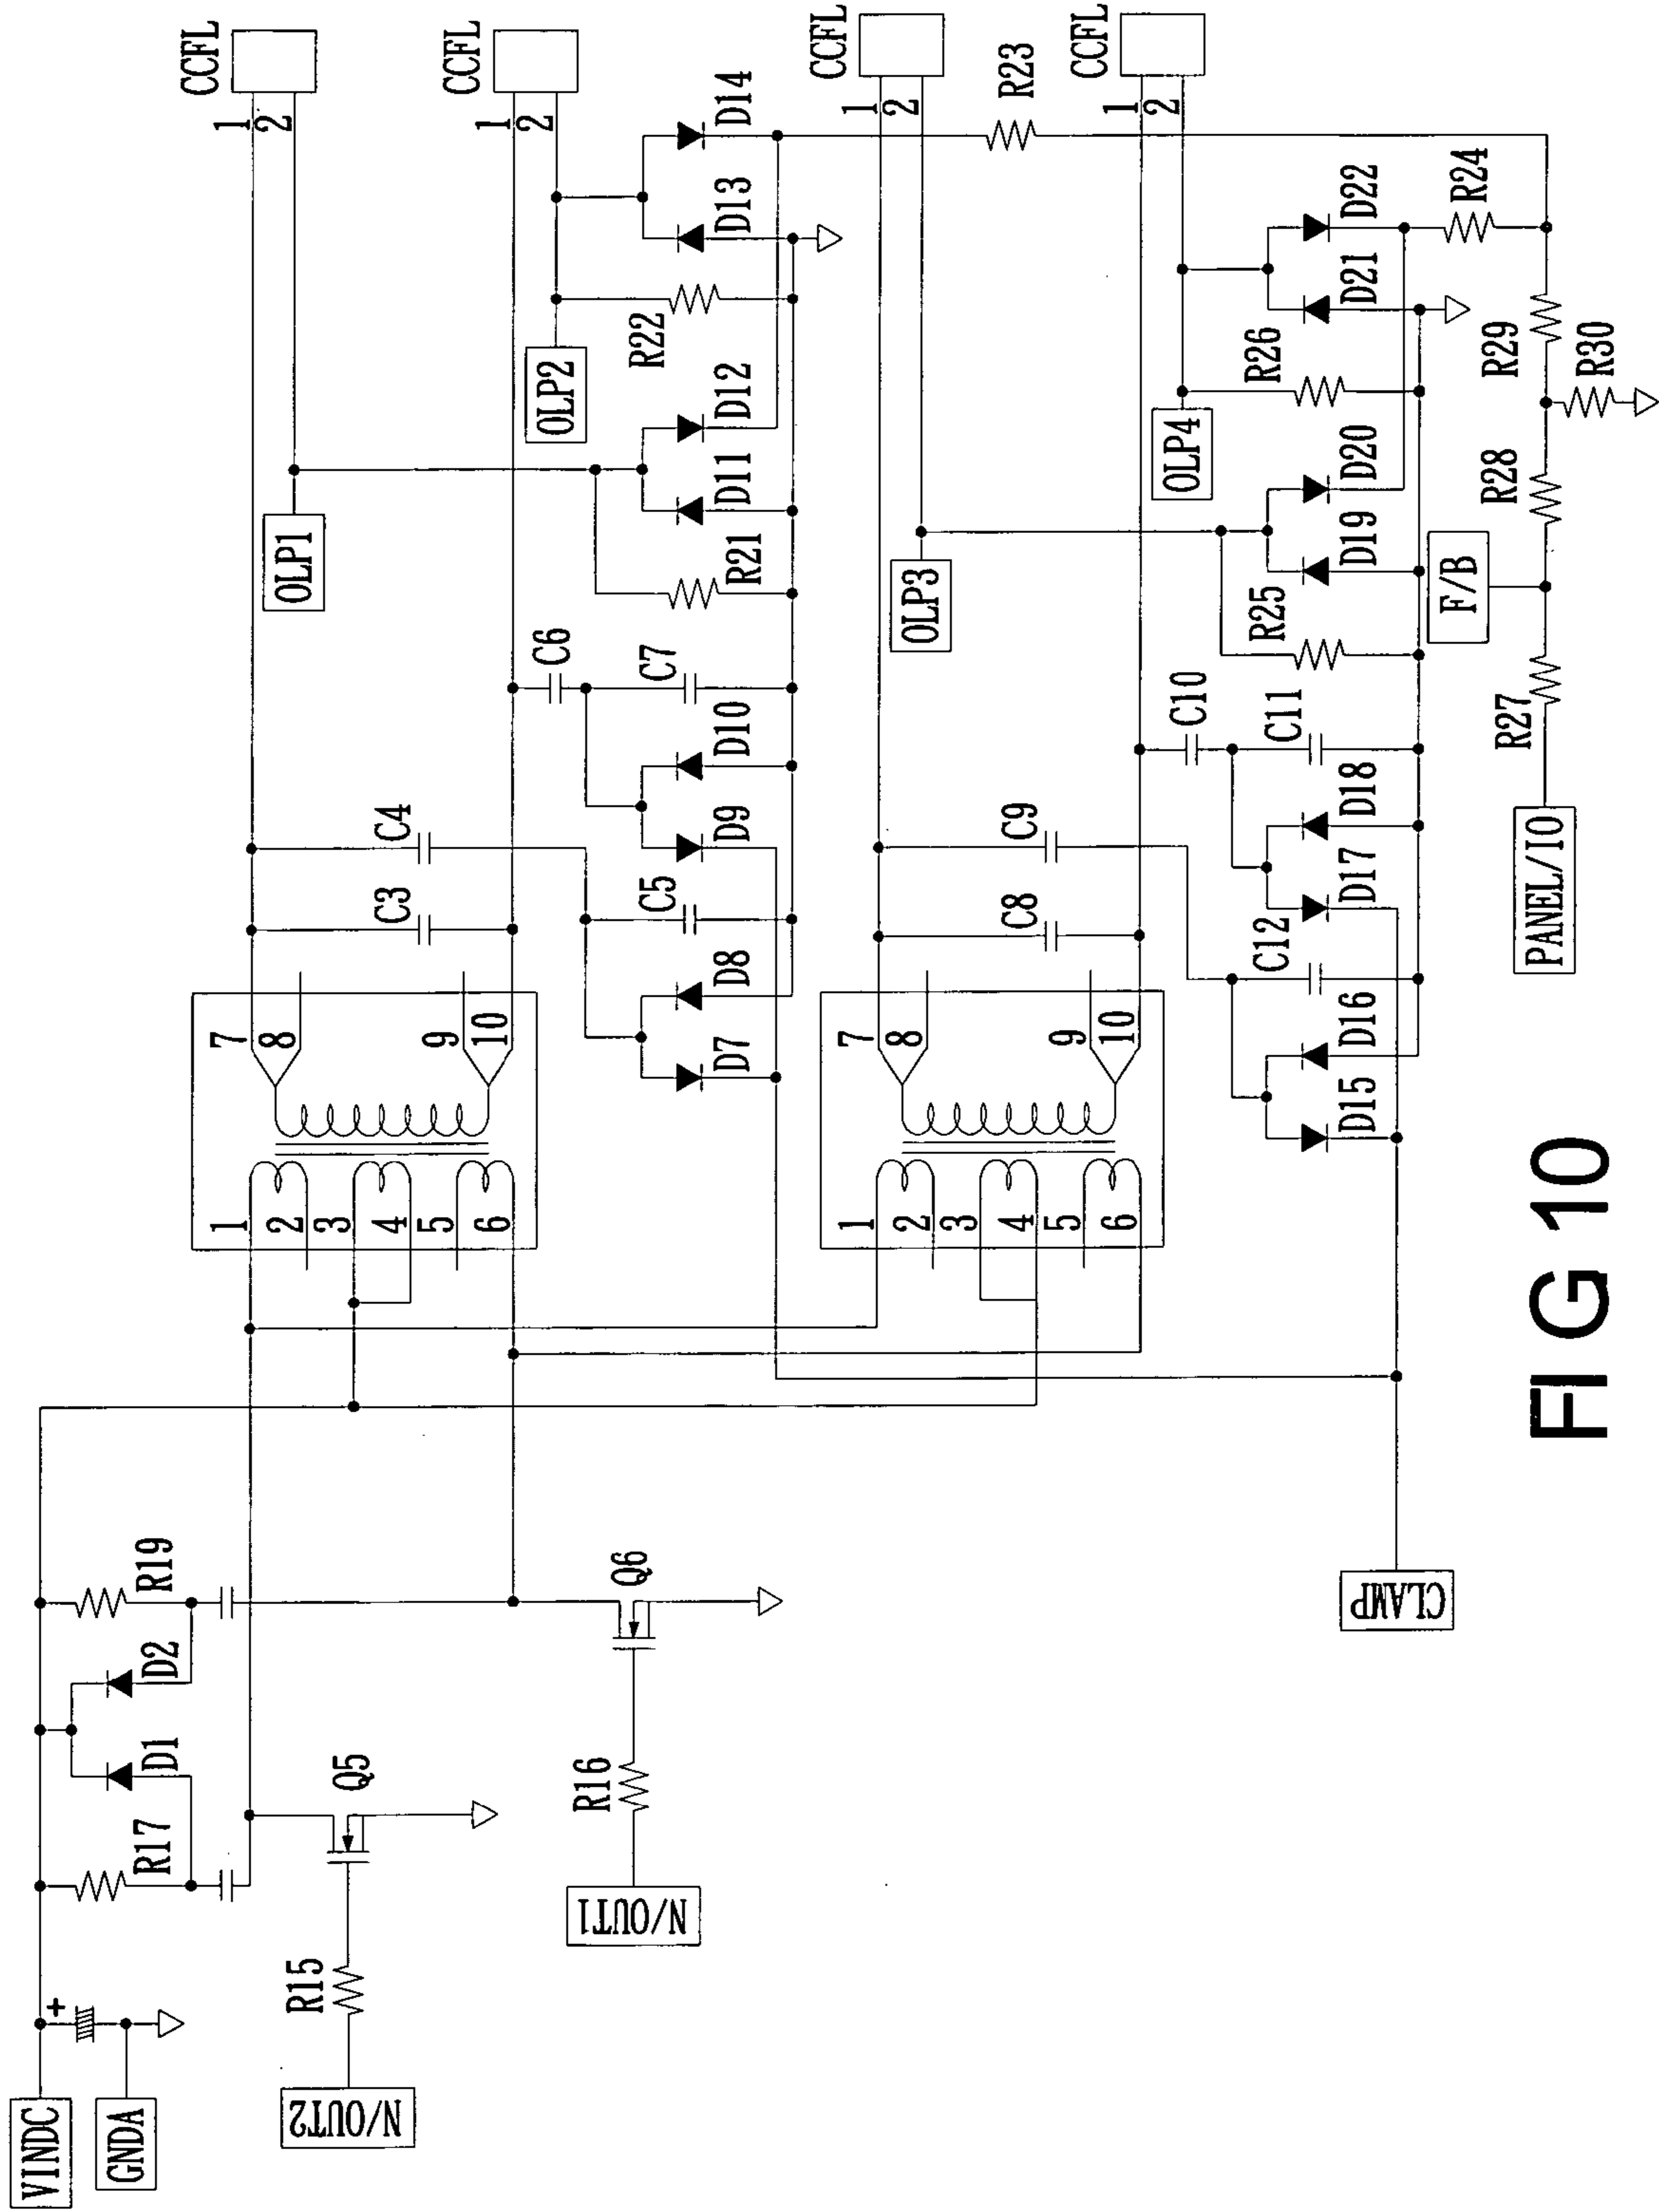 VINDC
GNDA
+
R17
D1
D2
R19
N/OUT2
R15
Q5
N/OUT1
R16
Q6
1
2
3
4
5
6
7
8
9
10
C3
C4
C6
D7
D8
C5
D9
D10
C7
R21
D11
D12
R22
D13
D14
OLP1
OLP2
CCFL
1
2
CCFL
1
2
1
2
3
4
5
6
7
8
9
10
C8
C9
C10
D15
D16
C12
D17
D18
C11
R25
D19
D20
R26
D21
D22
OLP3
OLP4
CCFL
1
2
CCFL
1
2
R23
R24
CLAMP
PANEL/IO
R27
F/B
R28
R29
R30
FIG 10